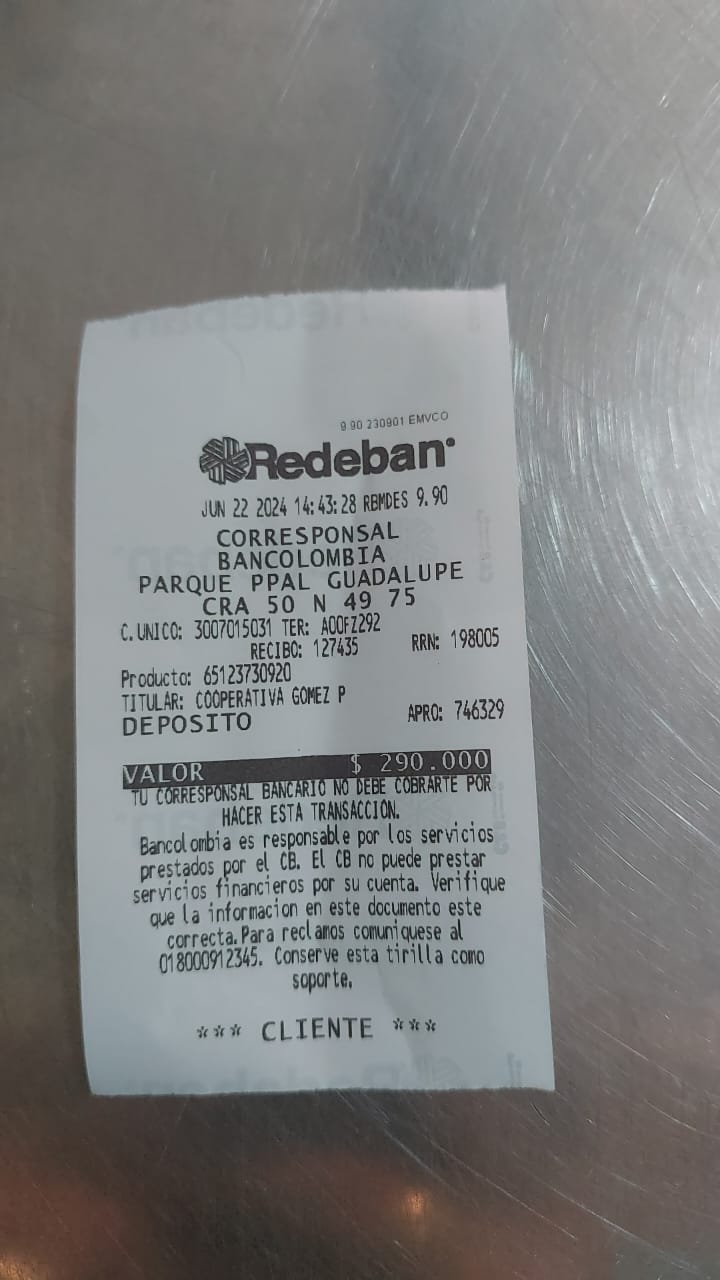 9.90 230901 EMVCO
Redeban
JUN 22 2024 14:43:28 RBMDES 9.90
CORRESPONSAL
BANCOLOMBIA
PARQUE PPAL GUADALUPE
CRA 50 N 49 75
C.UNICO: 3007015031 TER: A00FZ292
RECIBO: 127435 RRN: 198005
Producto: 65123730920
TITULAR: COOPERATIVA GOMEZ P
DEPOSITO APRO: 746329
VALOR $ 290.000
TU CORRESPONSAL BANCARIO NO DEBE COBRARTE POR
HACER ESTA TRANSACCION.
Bancolombia es responsable por los servicios
prestados por el CB. El CB no puede prestar
servicios financieros por su cuenta. Verifique
que la informacion en este documento este
correcta.Para reclamos comuniquese al
018000912345. Conserve esta tirilla como
soporte.
*** CLIENTE ***